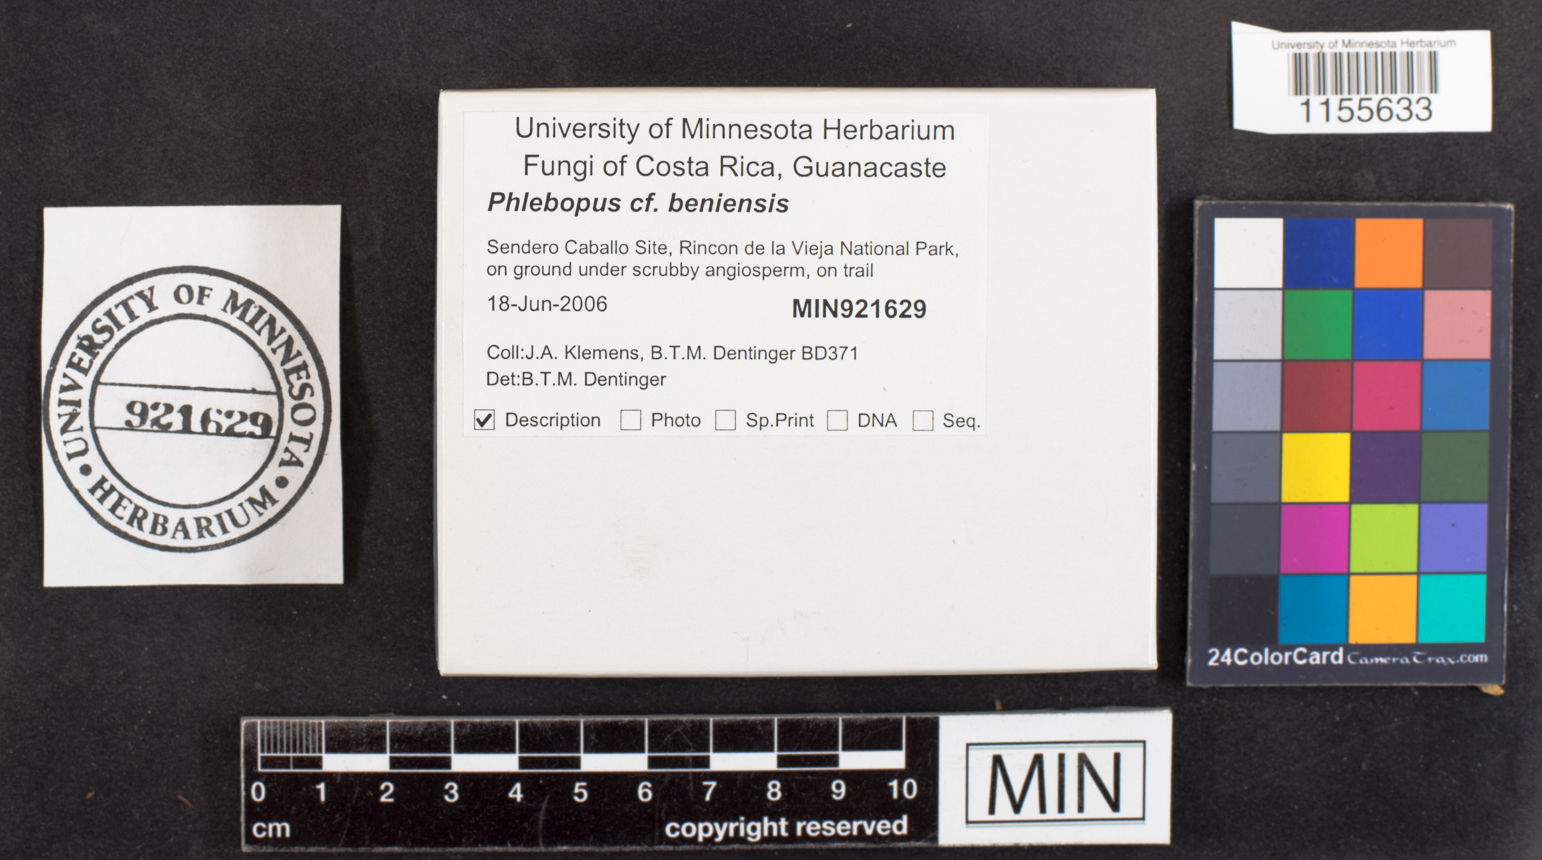 University of Minnesota Herbarium
1155633
University of Minnesota Herbarium
Fungi of Costa Rica, Guanacaste
Phlebopus cf. beniensis
Sendero Caballo Site, Rincon de la Vieja National Park,
on ground under scrubby angiosperm, on trail
18-Jun-2006 MIN921629
Coll:J.A. Klemens, B.T.M. Dentinger BD371
Det:B.T.M. Dentinger
Description Photo Sp.Print DNA Seq.
UNIVERSITY OF MINNESOTA
921629
• HERBARIUM •
24ColorCard CameraTrax.com
0 1 2 3 4 5 6 7 8 9 10
cm copyright reserved
MIN